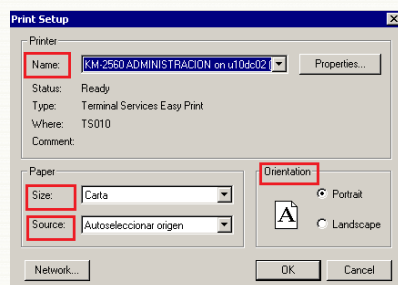 Print Setup
Printer
Name: KM-2560 ADMINISTRACION on u10dc02 ( Properties...
Status: Ready
Type: Terminal Services Easy Print
Where: TS010
Comment:
Paper
Size: Carta
Source: Autoseleccionar origen
Orientation
A
Portrait
Landscape
Network... OK Cancel